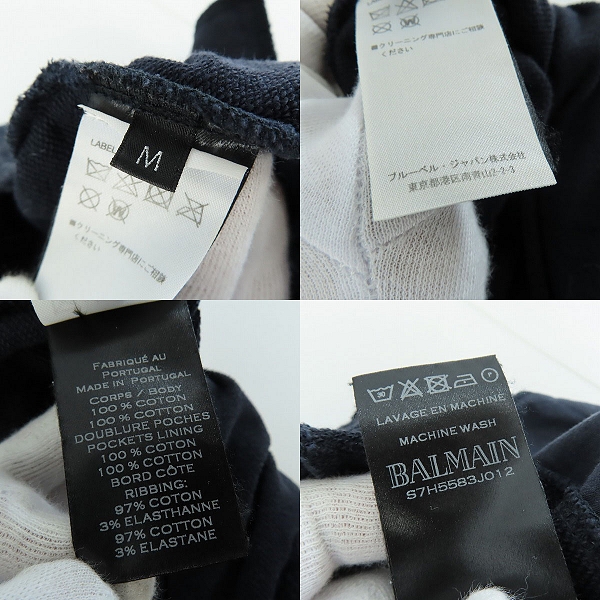 LABEL
M
※クリーニング専門店にご相談
ください
※クリーニング専門店にご相談
ください
ブルーベル・ジャパン株式会社
東京都港区南青山2-2-3
FABRIQUÉ AU
PORTUGAL
MADE IN PORTUGAL
CORPS / BODY
100 % COTON
100 % COTTON
DOUBLURE POCHES
POCKETS LINING
100 % COTON
100 % COTTON
BORD CÔTE
RIBBING:
97% COTON
3% ELASTHANNE
97% COTTON
3% ELASTANE
LAVAGE EN MACHINE
MACHINE WASH
BALMAIN
S7H5583J012